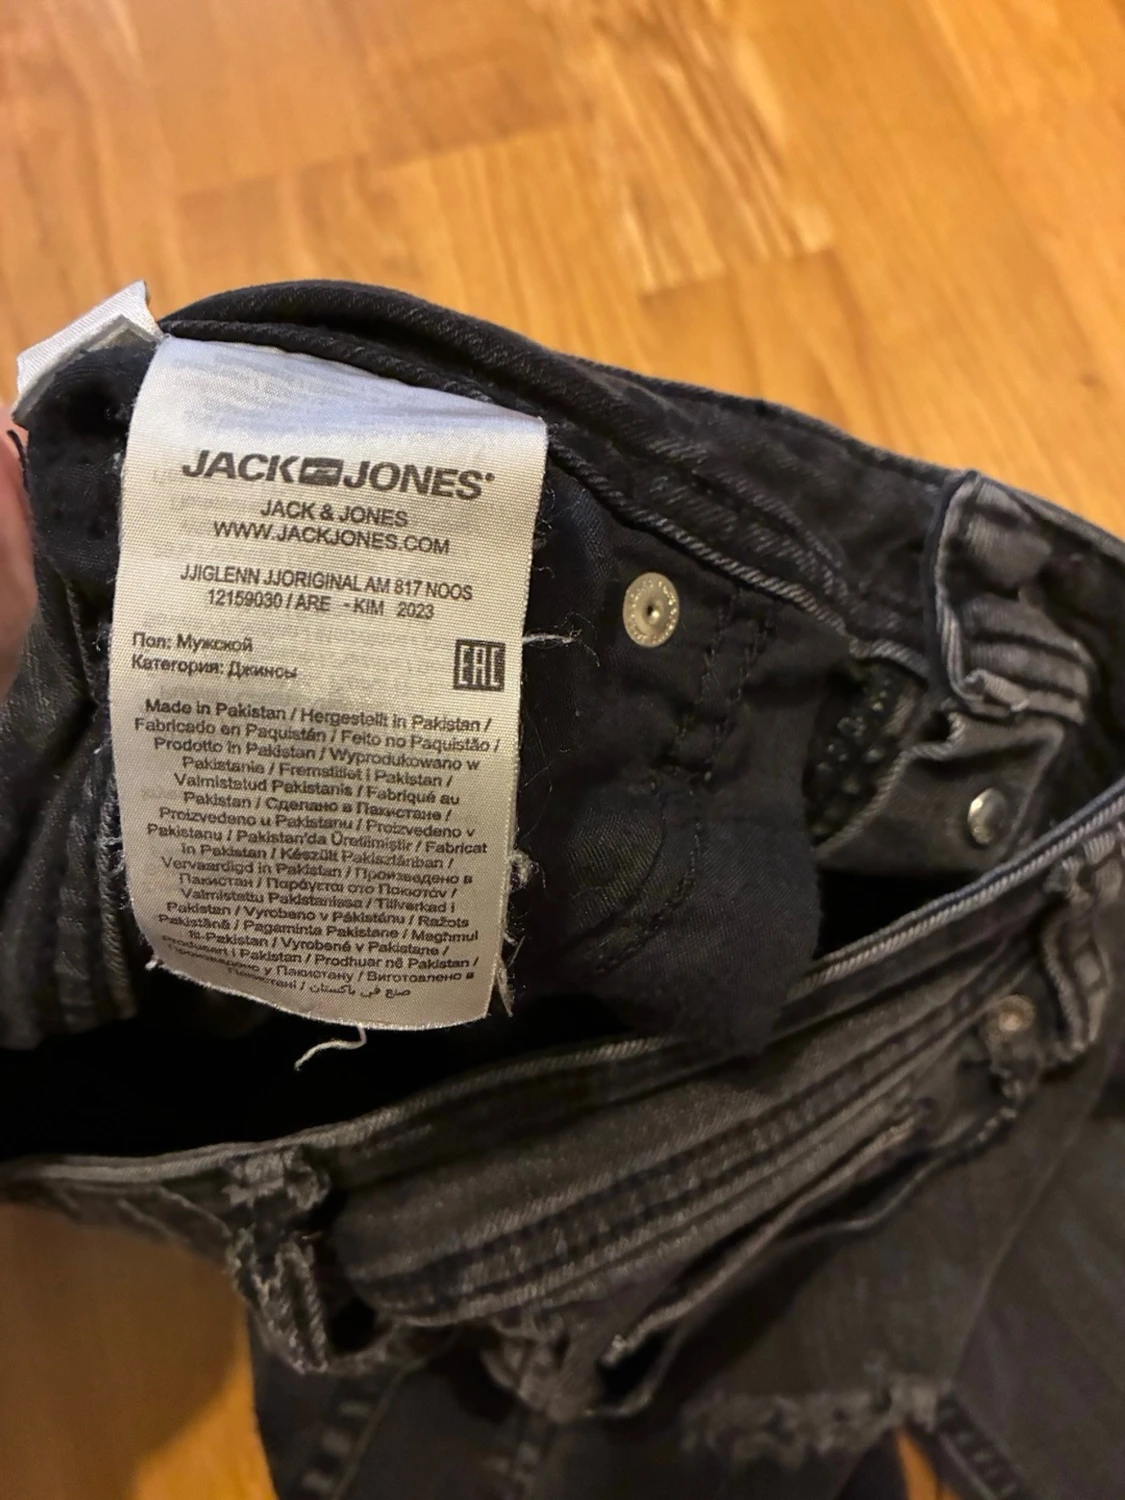 JACK JONES
JACK & JONES
WWW.JACKJONES.COM
JJIGLENN JJORIGINAL AM 817 NOOS
12159030 / ARE - KIM 2023
Пол: Мужской
Категория: Джинсы
EAC
Made in Pakistan / Hergestellt in Pakistan /
Fabricado en Paquistán / Feito no Paquistão /
Prodotto in Pakistan / Wyprodukowano w
Pakistanie / Fremstillet i Pakistan /
Valmistatud Pakistanis / Fabriqué au
Pakistan / Сделано в Пакистане /
Proizvedeno u Pakistanu / Proizvedeno v
Pakistanu / Pakistan'da Üretilmiştir / Fabricat
în Pakistan / Készült Pakisztánban /
Vervaardigd in Pakistan / Произведено в
Пакистан / Παράγεται στο Πακιστάν /
Valmistettu Pakistanissa / Tillverkad i
Pakistan / Vyrobeno v Pákistánu / Ražots
Pakistānā / Pagaminta Pakistane / Magħmul
fil-Pakistan / Vyrobené v Pakistane /
Produsert i Pakistan / Prodhuar në Pakistan /
Произведено у Пакистану / Виготовлено в
Пакистані / صنع في باكستان